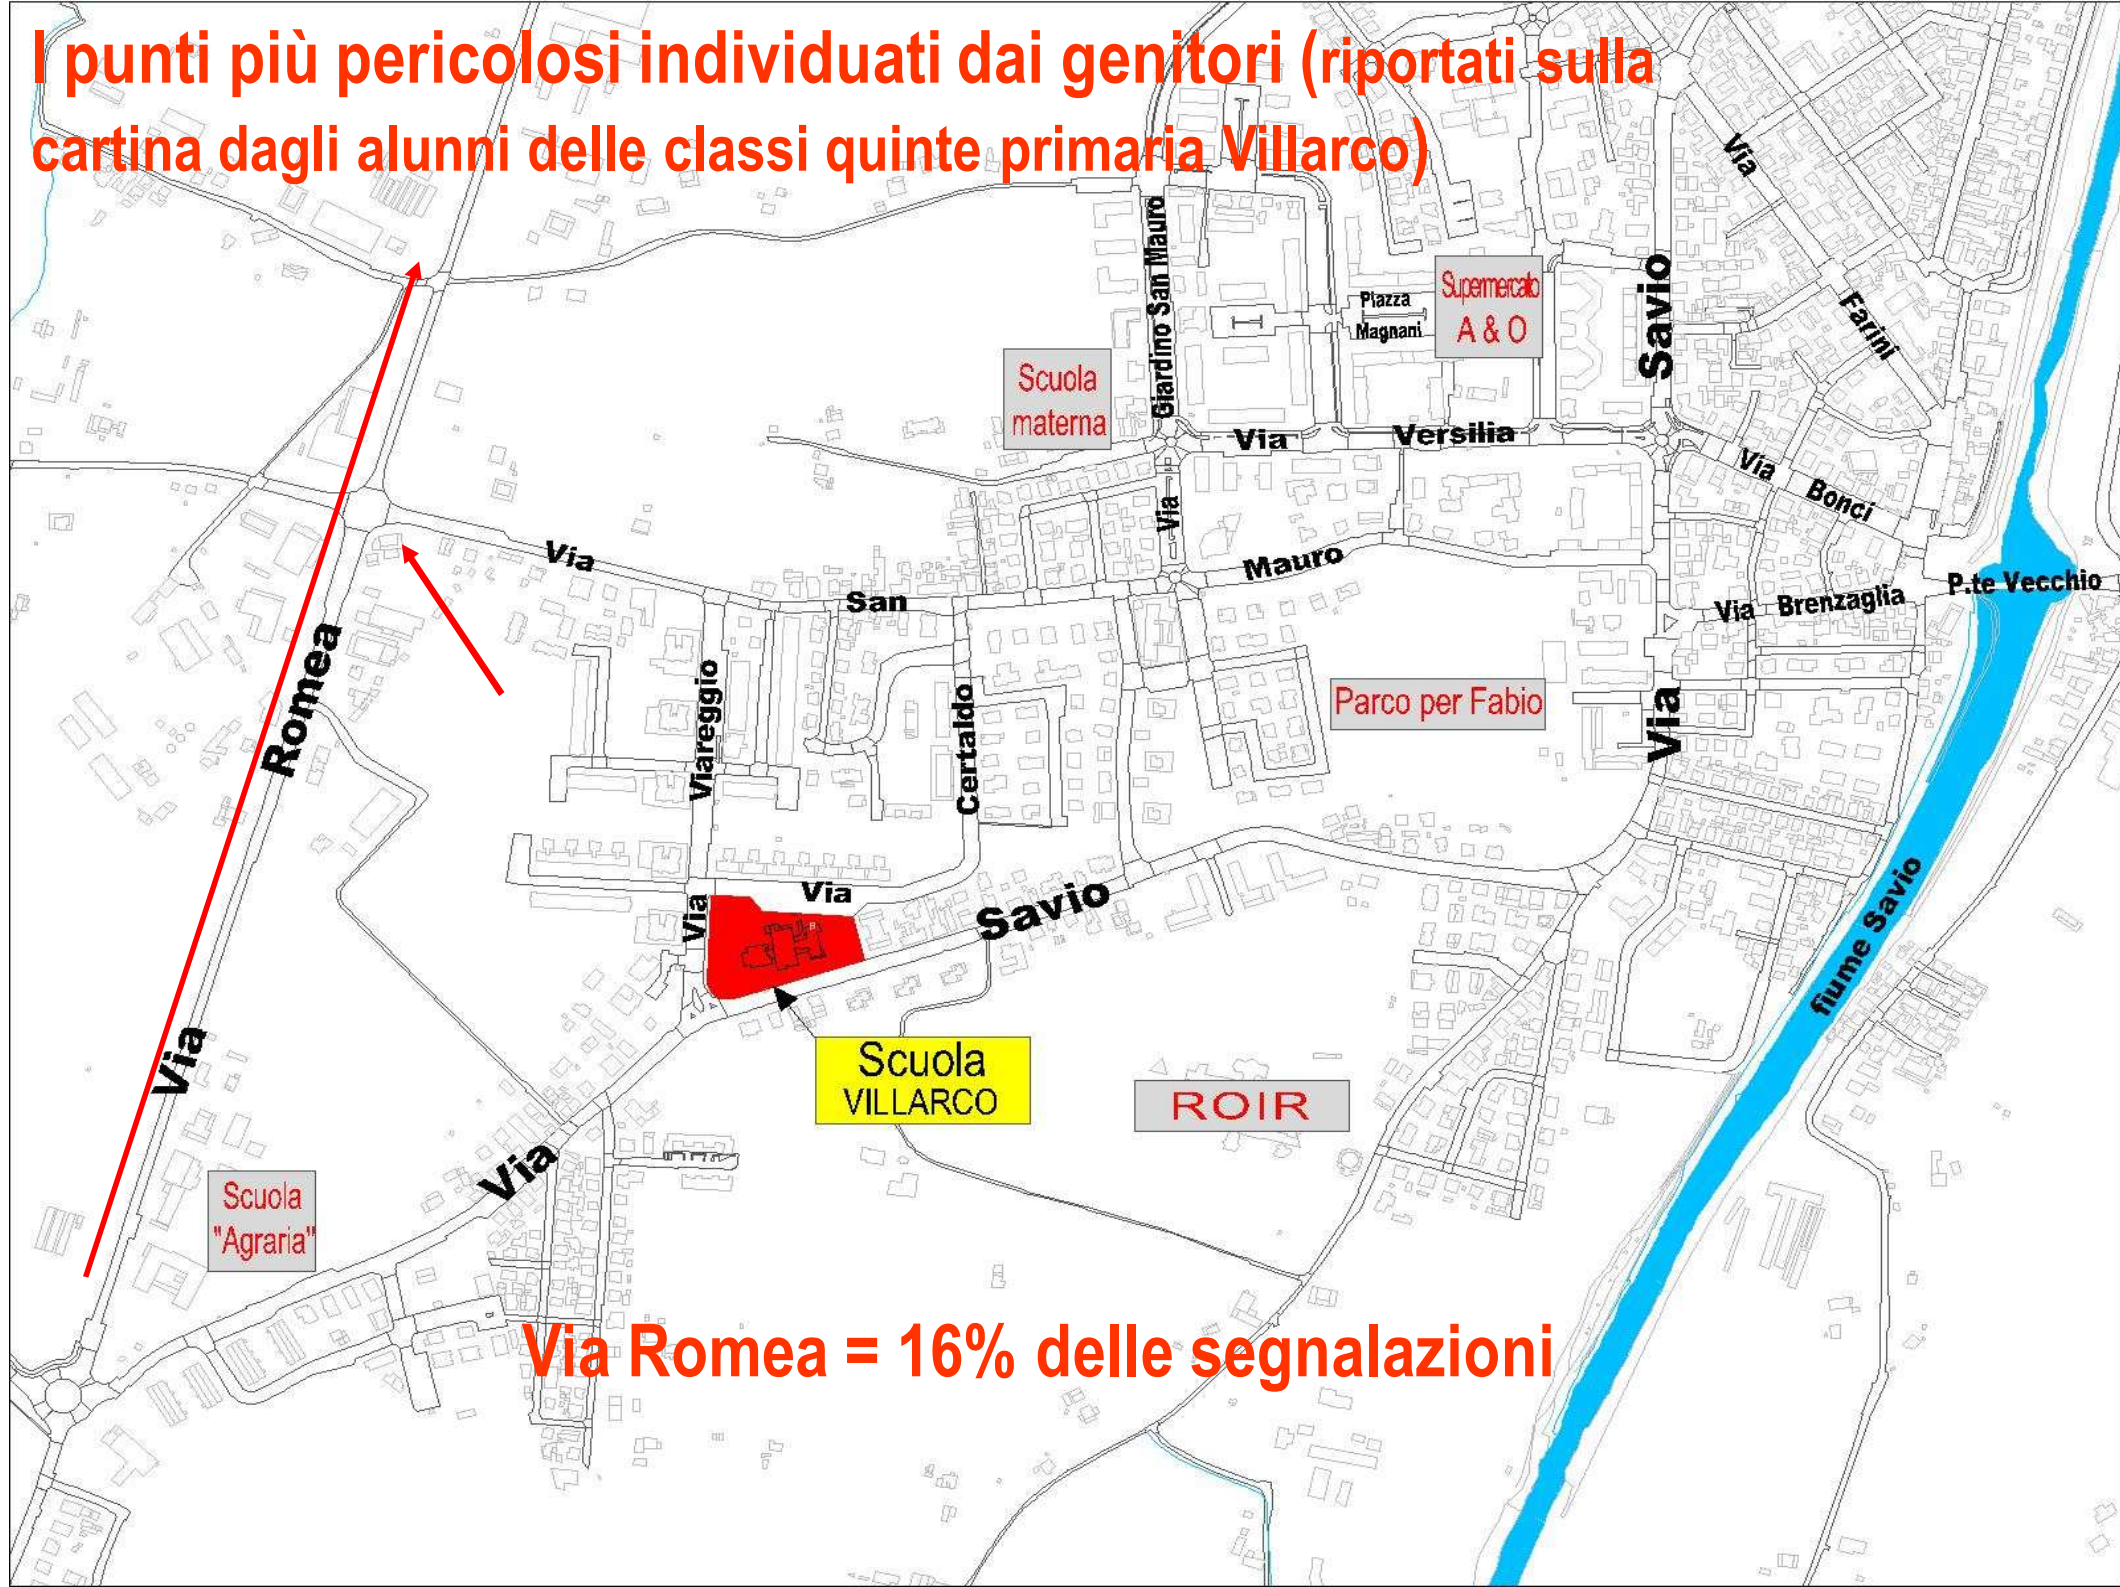 I punti più pericolosi individuati dai genitori (riportati sulla
cartina dagli alunni delle classi quinte primaria Villarco)
Via
Farini
Savio
Giardino San Mauro
Piazza
Magnani
Supermercato
A & O
Scuola
materna
Via Versilia
Via Bonci
Via
Via San Mauro
Via Brenzaglia
P.te Vecchio
Romea
Viareggio
Certaldo
Parco per Fabio
Via
Via
Via
Savio
fiume Savio
Via
Scuola
VILLARCO
ROIR
Via
Scuola
"Agraria"
Via Romea = 16% delle segnalazioni